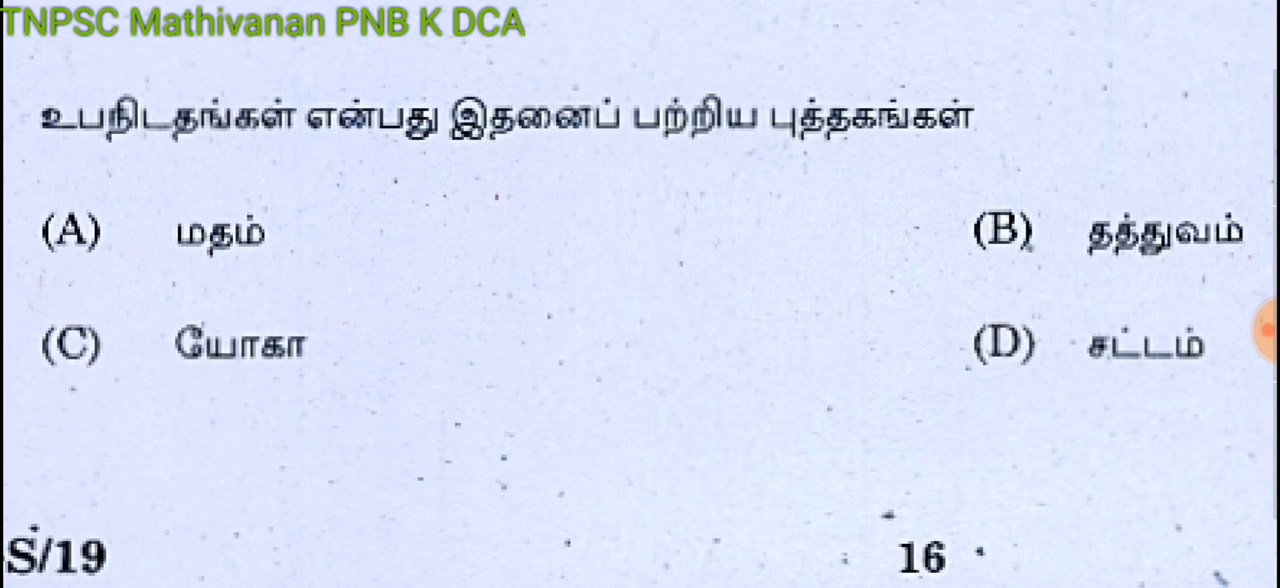 TNPSC Mathivanan PNB K DCA
உபநிடதங்கள் என்பது இதனைப் பற்றிய புத்தகங்கள்
(A) மதம் (B) தத்துவம்
(C) யோகா (D) சட்டம்
S/19 16